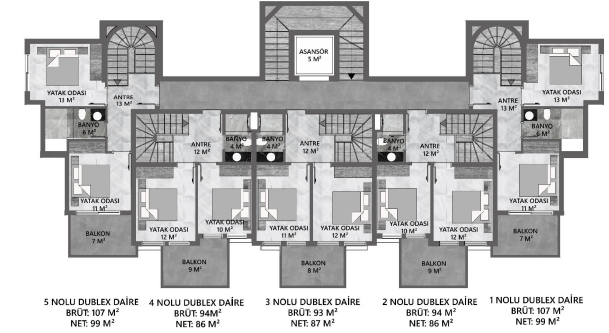 ASANSÖR
5 M²
YATAK ODASI
13 M²
ANTRE
13 M²
ANTRE
13 M²
YATAK ODASI
13 M²
BANYO
6 M²
ANTRE
12 M²
BANYO
4 M²
BANYO
4 M²
ANTRE
12 M²
BANYO
4 M²
ANTRE
12 M²
BANYO
6 M²
YATAK ODASI
11 M²
YATAK ODASI
12 M²
YATAK ODASI
10 M²
YATAK ODASI
11 M²
YATAK ODASI
12 M²
YATAK ODASI
10 M²
YATAK ODASI
12 M²
YATAK ODASI
11 M²
BALKON
7 M²
BALKON
9 M²
BALKON
8 M²
BALKON
9 M²
BALKON
7 M²
5 NOLU DUBLEX DAİRE
BRÜT: 107 M²
NET: 99 M²
4 NOLU DUBLEX DAİRE
BRÜT: 94M²
NET: 86 M²
3 NOLU DUBLEX DAİRE
BRÜT: 93 M²
NET: 87 M²
2 NOLU DUBLEX DAİRE
BRÜT: 94 M²
NET: 86 M²
1 NOLU DUBLEX DAİRE
BRÜT: 107 M²
NET: 99 M²